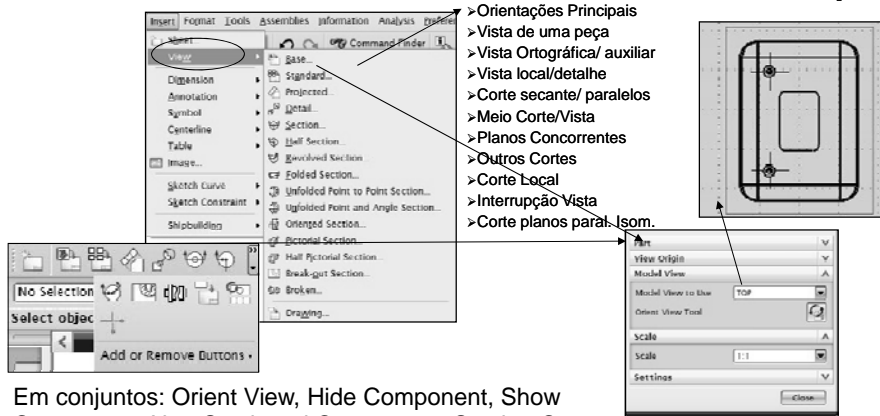 Insert Format Tools Assemblies Information Analysis
Sheet...
View
Dimension
Annotation
Symbol
Centerline
Table
Image...
Sketch Curve
Sketch Constraint
Shipbuilding
Command Finder
Base...
Standard...
Projected...
Detail...
Section...
Half Section...
Revolved Section...
Folded Section...
Unfolded Point to Point Section...
Unfolded Point and Angle Section...
Oriented Section...
Pictorial Section...
Half Pictorial Section...
Break-out Section...
Broken...
Drawing...
➢Orientações Principais
➢Vista de uma peça
➢Vista Ortográfica/ auxiliar
➢Vista local/detalhe
➢Corte secante/ paralelos
➢Meio Corte/Vista
➢Planos Concorrentes
➢Outros Cortes
➢Corte Local
➢Interrupção Vista
➢Corte planos paral. Isom.
No Selection
Select objec
Add or Remove Buttons
Part
View Origin
Model View
Model View to Use TOP
Orient View Tool
Scale
Scale 1:1
Settings
Close
Em conjuntos: Orient View, Hide Component, Show